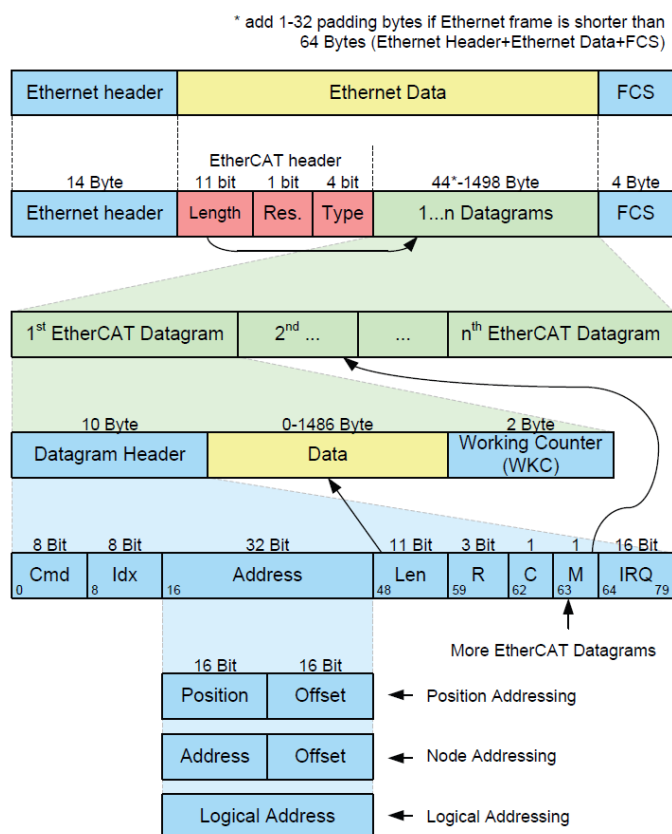 * add 1-32 padding bytes if Ethernet frame is shorter than
64 Bytes (Ethernet Header+Ethernet Data+FCS)
Ethernet header Ethernet Data FCS
EtherCAT header
14 Byte 11 bit 1 bit 4 bit 44*-1498 Byte 4 Byte
Ethernet header Length Res. Type 1...n Datagrams FCS
1st EtherCAT Datagram 2nd ... ... nth EtherCAT Datagram
10 Byte 0-1486 Byte 2 Byte
Datagram Header Data Working Counter
(WKC)
8 Bit 8 Bit 32 Bit 11 Bit 3 Bit 1 1 16 Bit
Cmd Idx Address Len R C M IRQ
0 8 16 48 59 62 63 64 79
More EtherCAT Datagrams
16 Bit 16 Bit
Position Offset Position Addressing
Address Offset Node Addressing
Logical Address Logical Addressing